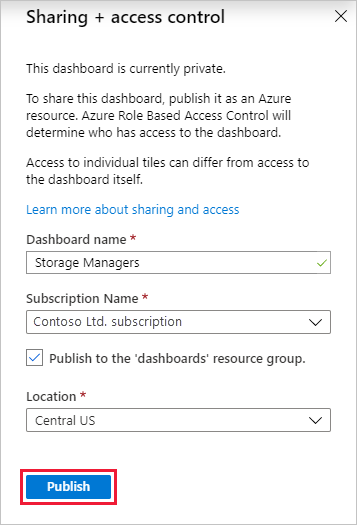 Sharing + access control
This dashboard is currently private.
To share this dashboard, publish it as an Azure
resource. Azure Role Based Access Control will
determine who has access to the dashboard.
Access to individual tiles can differ from access to
the dashboard itself.
Learn more about sharing and access
Dashboard name *
Storage Managers
Subscription Name *
Contoso Ltd. subscription
Publish to the 'dashboards' resource group.
Location *
Central US
Publish